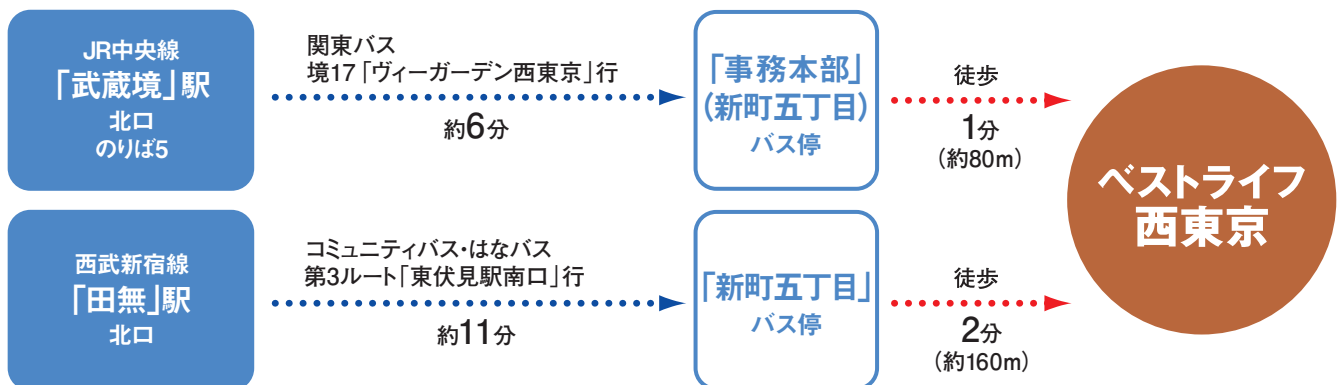 JR中央線
「武蔵境」駅
北口
のりば5
関東バス
境17「ヴィーガーデン西東京」行
約6分
「事務本部」
(新町五丁目)
バス停
徒歩
1分
(約80m)
西武新宿線
「田無」駅
北口
コミュニティバス・はなバス
第3ルート「東伏見駅南口」行
約11分
「新町五丁目」
バス停
徒歩
2分
(約160m)
ベストライフ
西東京